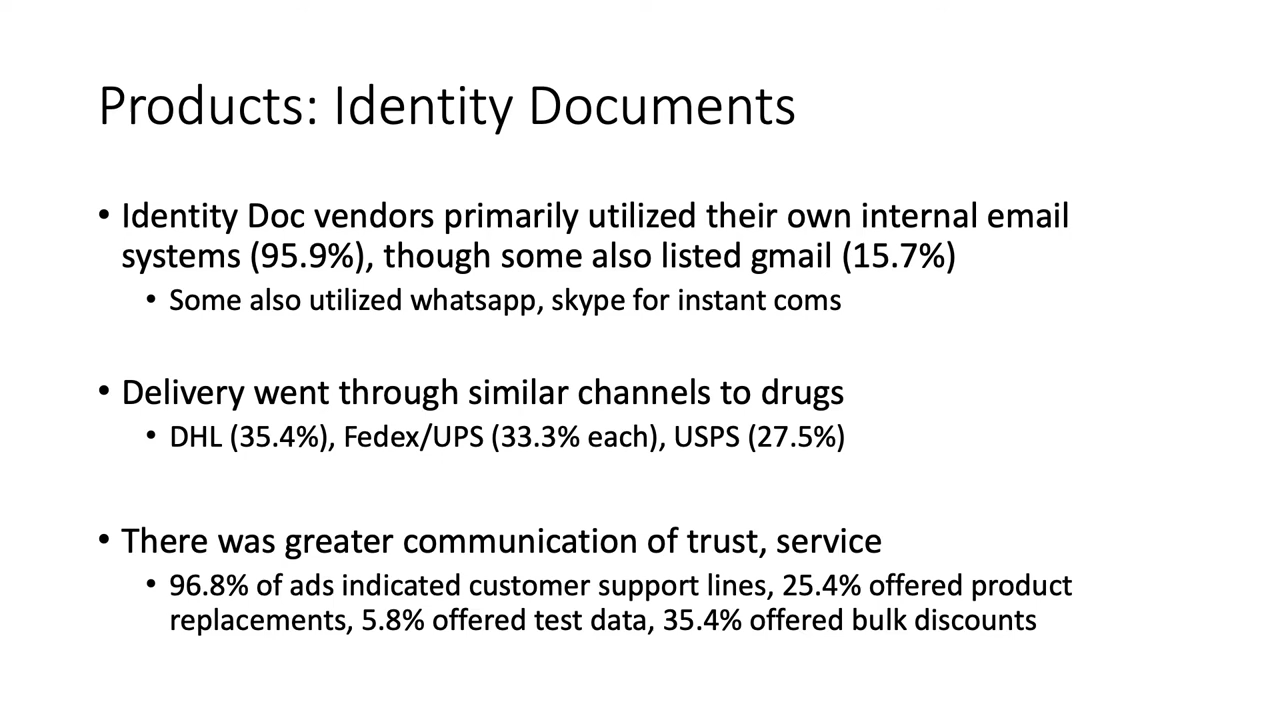 Products: Identity Documents
• Identity Doc vendors primarily utilized their own internal email
systems (95.9%), though some also listed gmail (15.7%)
• Some also utilized whatsapp, skype for instant coms
• Delivery went through similar channels to drugs
• DHL (35.4%), Fedex/UPS (33.3% each), USPS (27.5%)
• There was greater communication of trust, service
• 96.8% of ads indicated customer support lines, 25.4% offered product
replacements, 5.8% offered test data, 35.4% offered bulk discounts